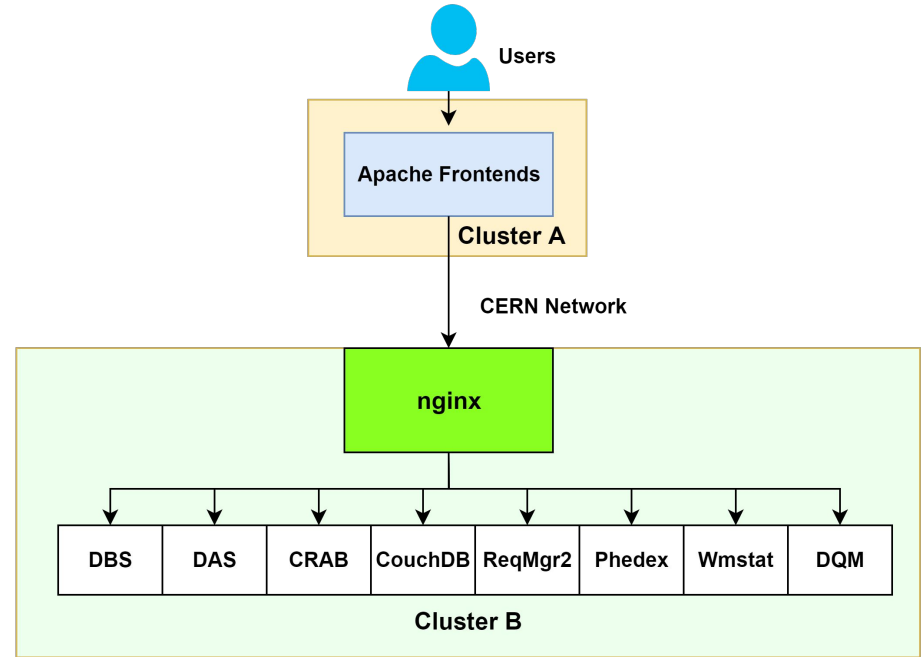 Users
Apache Frontends
Cluster A
CERN Network
nginx
DBS
DAS
CRAB
CouchDB
ReqMgr2
Phedex
Wmstat
DQM
Cluster B